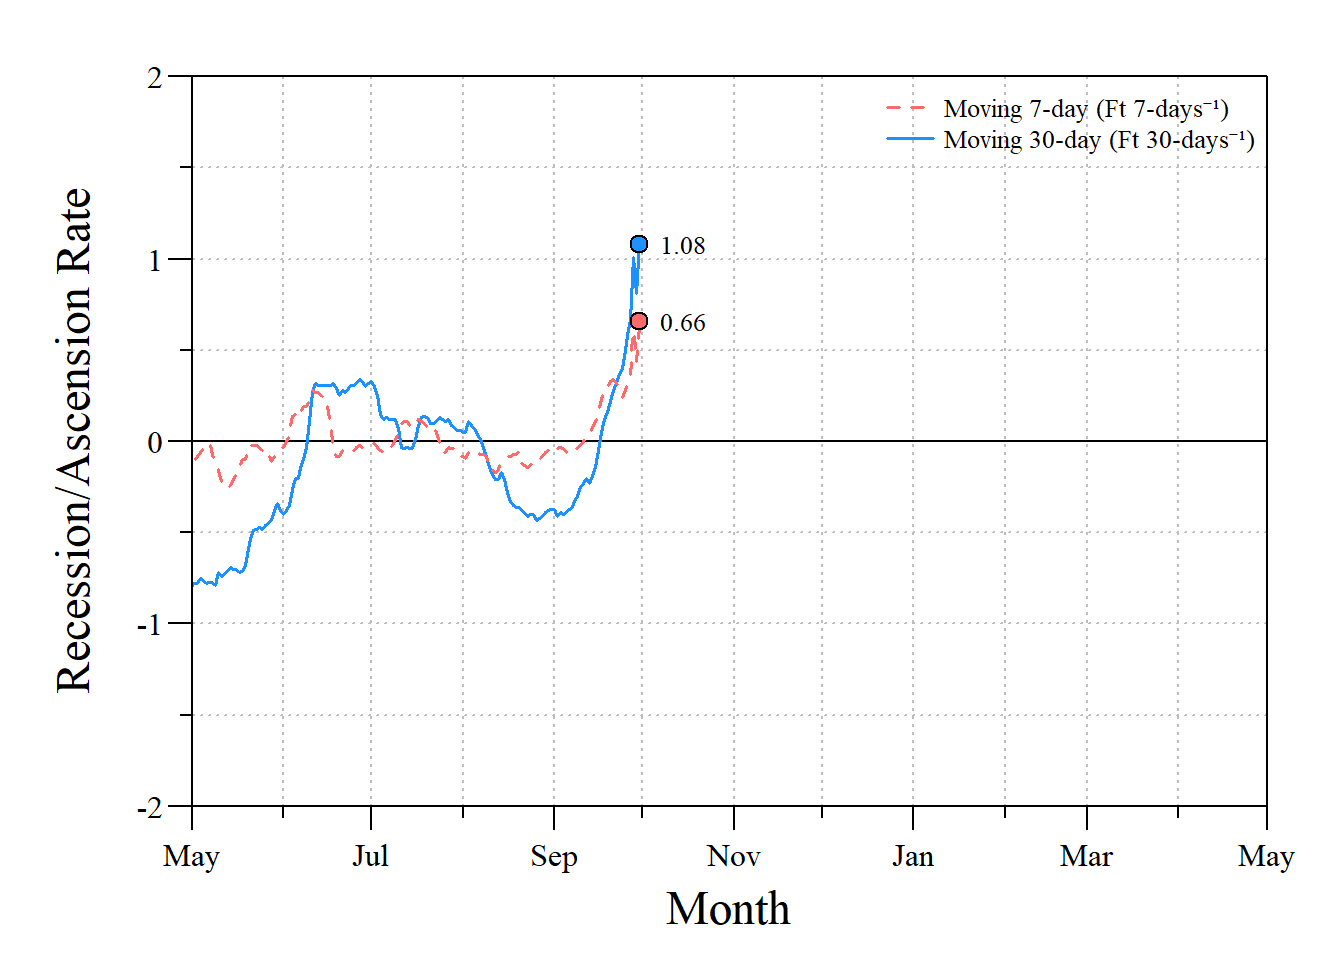 2
Moving 7-day (Ft 7-days⁻¹)
Moving 30-day (Ft 30-days⁻¹)
1.08
1
0.66
0
-1
-2
Recession/Ascension Rate
May Jul Sep Nov Jan Mar May
Month